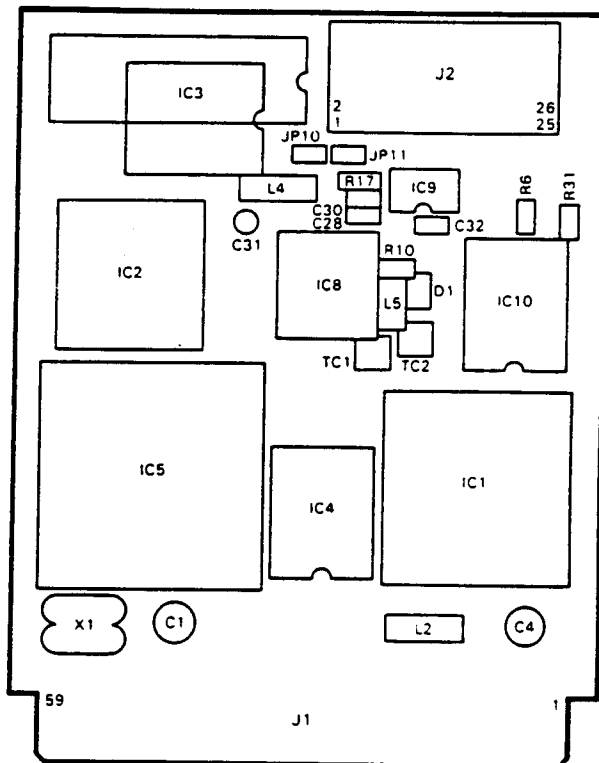 J2
IC3
2
26
1
25
JP10
JP11
L4
R17
IC9
R6
R31
C30
C28
C32
C31
R10
IC2
IC8
D1
IC10
L5
TC1
TC2
IC5
IC4
IC1
X1
C1
L2
C4
59
1
J1